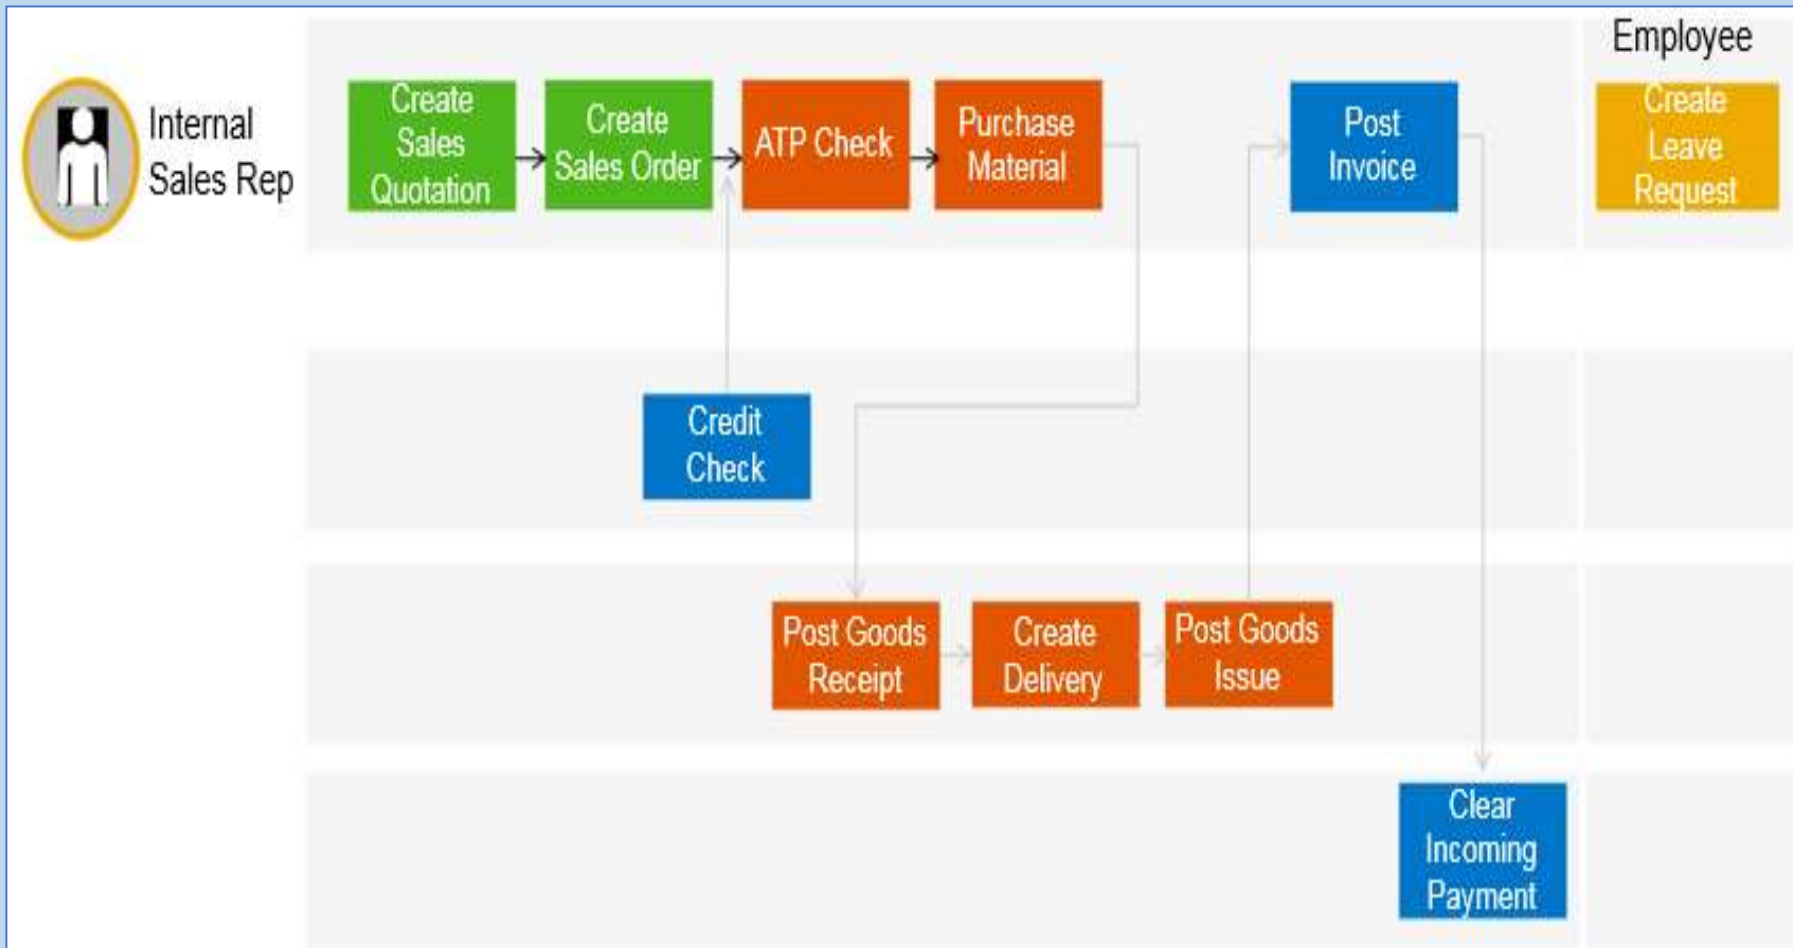 Employee
Internal
Sales Rep
Create
Sales
Quotation
Create
Sales Order
ATP Check
Purchase
Material
Post
Invoice
Create
Leave
Request
Credit
Check
Post Goods
Receipt
Create
Delivery
Post Goods
Issue
Clear
Incoming
Payment